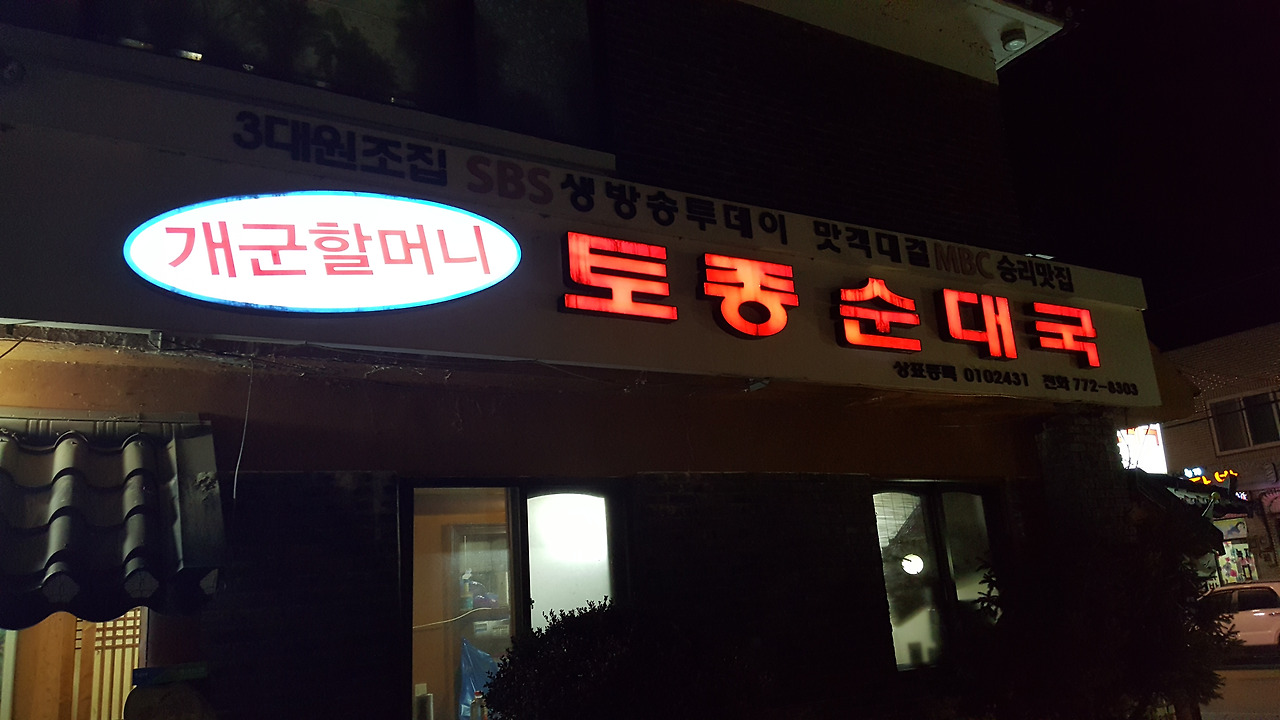 3대원조집 SBS 생방송투데이 맛객대결 MBC 승리맛집
개군할머니 토종순대국
상표등록 0102431 전화 772-8303